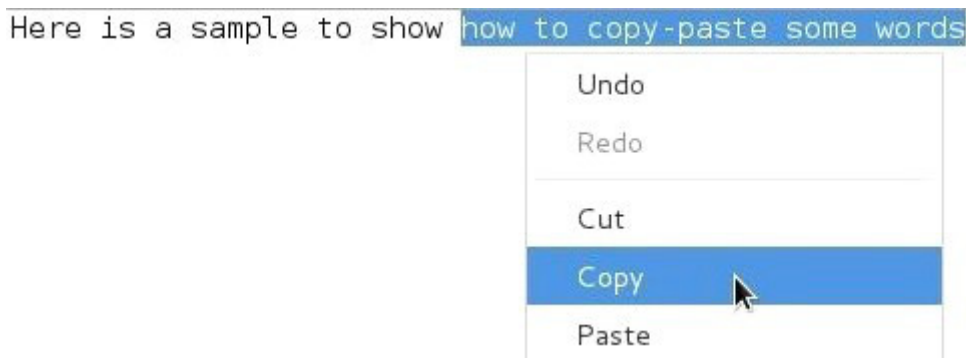 Here is a sample to show how to copy-paste some words
Undo
Redo
Cut
Copy
Paste